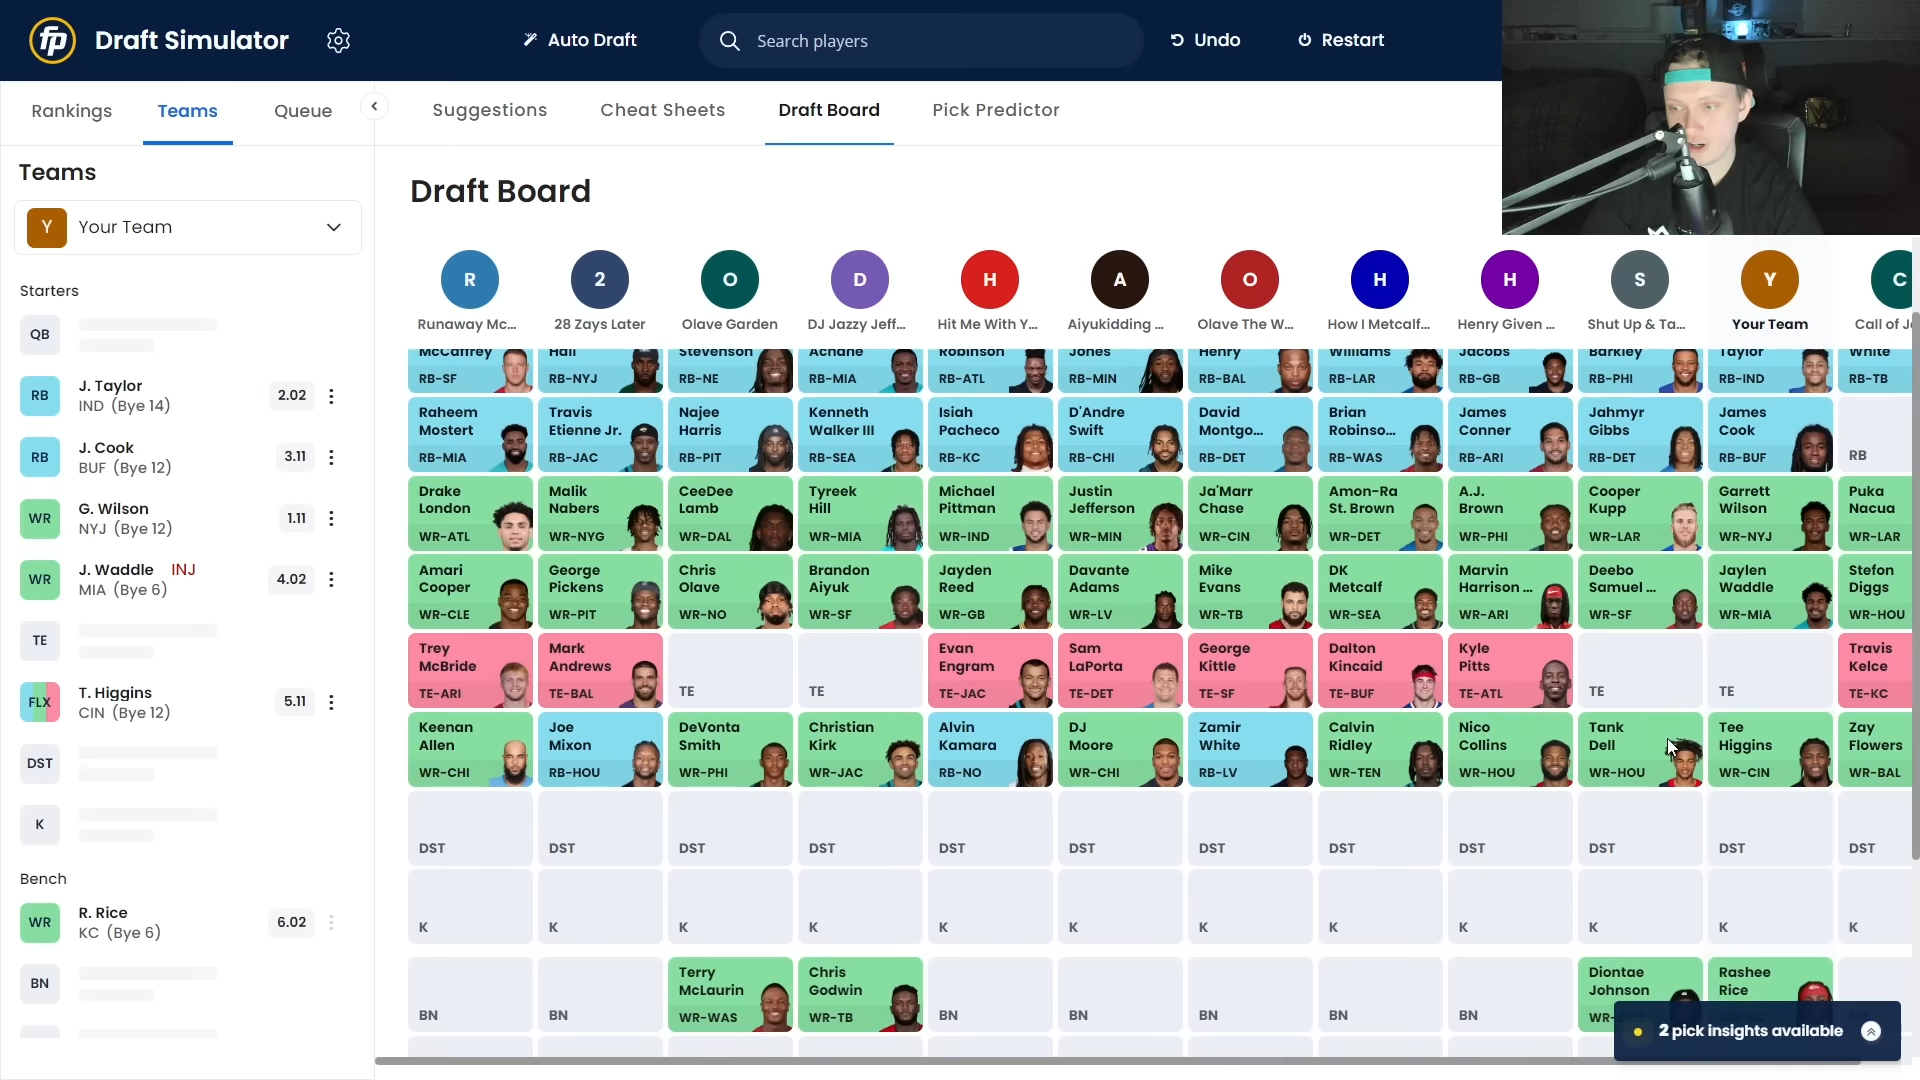 fp Draft Simulator
Auto Draft
Search players
Undo
Restart
Rankings
Teams
Queue
Suggestions
Cheat Sheets
Draft Board
Pick Predictor
Teams
Y Your Team
Starters
QB
RB J. Taylor 2.02
IND (Bye 14)
RB J. Cook 3.11
BUF (Bye 12)
WR G. Wilson 1.11
NYJ (Bye 12)
WR J. Waddle INJ 4.02
MIA (Bye 6)
TE
FLX T. Higgins 5.11
CIN (Bye 12)
DST
K
Bench
WR R. Rice 6.02
KC (Bye 6)
BN
Draft Board
R 2 O D H A O H H S Y C
Runaway Mc... 28 Zays Later Olave Garden DJ Jazzy Jeff... Hit Me With Y... Aiyukidding ... Olave The W... How I Metcalf... Henry Given ... Shut Up & Ta... Your Team Call of J
McCaffrey Hall Stevenson Achane Robinson Jones Henry Williams Jacobs Barkley Taylor White
RB-SF RB-NYJ RB-NE RB-MIA RB-ATL RB-MIN RB-BAL RB-LAR RB-GB RB-PHI RB-IND RB-TB
Raheem Travis Najee Kenneth Isiah D'Andre David Brian James Jahmyr James
Mostert Etienne Jr. Harris Walker III Pacheco Swift Montgo... Robinso... Conner Gibbs Cook
RB-MIA RB-JAC RB-PIT RB-SEA RB-KC RB-CHI RB-DET RB-WAS RB-ARI RB-DET RB-BUF RB
Drake Malik CeeDee Tyreek Michael Justin Ja'Marr Amon-Ra A.J. Cooper Garrett Puka
London Nabers Lamb Hill Pittman Jefferson Chase St. Brown Brown Kupp Wilson Nacua
WR-ATL WR-NYG WR-DAL WR-MIA WR-IND WR-MIN WR-CIN WR-DET WR-PHI WR-LAR WR-NYJ WR-LAR
Amari George Chris Brandon Jayden Davante Mike DK Marvin Deebo Jaylen Stefon
Cooper Pickens Olave Aiyuk Reed Adams Evans Metcalf Harrison ... Samuel ... Waddle Diggs
WR-CLE WR-PIT WR-NO WR-SF WR-GB WR-LV WR-TB WR-SEA WR-ARI WR-SF WR-MIA WR-HOU
Trey Mark Evan Sam George Dalton Kyle Travis
McBride Andrews Engram LaPorta Kittle Kincaid Pitts Kelce
TE-ARI TE-BAL TE TE TE-JAC TE-DET TE-SF TE-BUF TE-ATL TE TE TE-KC
Keenan Joe DeVonta Christian Alvin DJ Zamir Calvin Nico Tank Tee Zay
Allen Mixon Smith Kirk Kamara Moore White Ridley Collins Dell Higgins Flowers
WR-CHI RB-HOU WR-PHI WR-JAC RB-NO WR-CHI RB-LV WR-TEN WR-HOU WR-HOU WR-CIN WR-BAL
DST DST DST DST DST DST DST DST DST DST DST DST
K K K K K K K K K K K K
Terry Chris Diontae Rashee
McLaurin Godwin Johnson Rice
BN BN WR-WAS WR-TB BN BN BN BN BN WR-
2 pick insights available